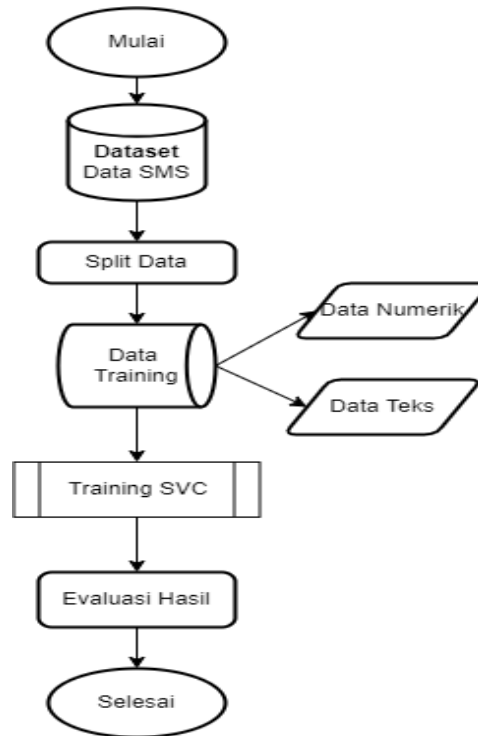 Mulai
Dataset
Data SMS
Split Data
Data
Training
Data Numerik
Data Teks
Training SVC
Evaluasi Hasil
Selesai